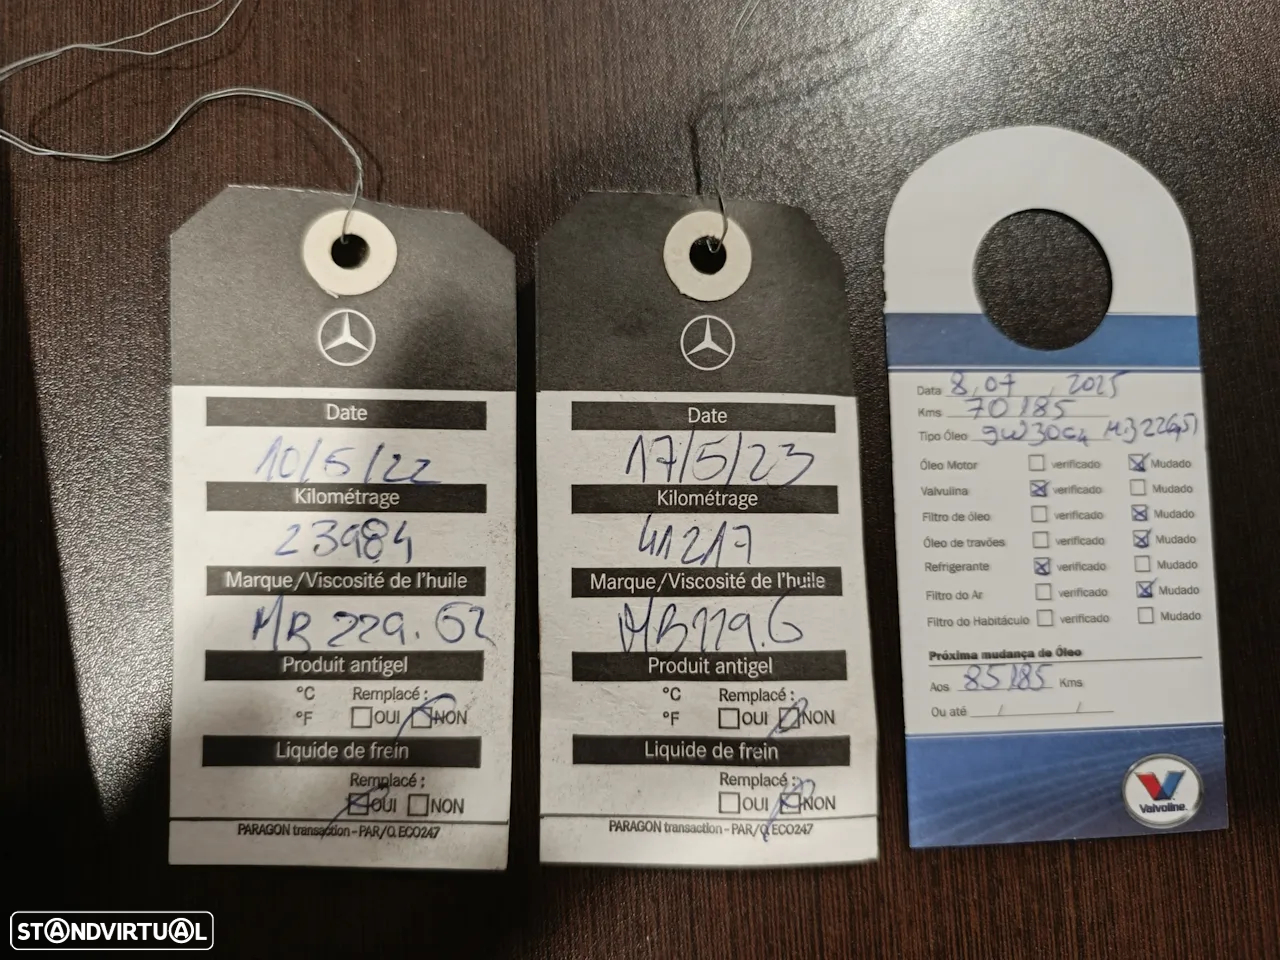 Date
10/5/22
Kilométrage
23984
Marque/Viscosité de l'huile
MB 229.62
Produit antigel
°C Remplacé :
°F OUI NON
Liquide de frein
Remplacé :
OUI NON
PARAGON transaction - PAR/Q ECO247
Date
17/5/23
Kilométrage
41217
Marque/Viscosité de l'huile
MB 229.6
Produit antigel
°C Remplacé :
°F OUI NON
Liquide de frein
Remplacé :
OUI NON
PARAGON transaction - PAR/Q ECO247
Data 8,07, 2025
Kms 70185
Tipo Óleo
Óleo Motor verificado Mudado
Valvulina verificado Mudado
Filtro de óleo verificado Mudado
Óleo de travões verificado Mudado
Refrigerante verificado Mudado
Filtro do Ar verificado Mudado
Filtro do Habitáculo verificado Mudado
Próxima mudança de Óleo
Aos 85185 Kms
Ou até / /
Valvoline
STANDVIRTUAL